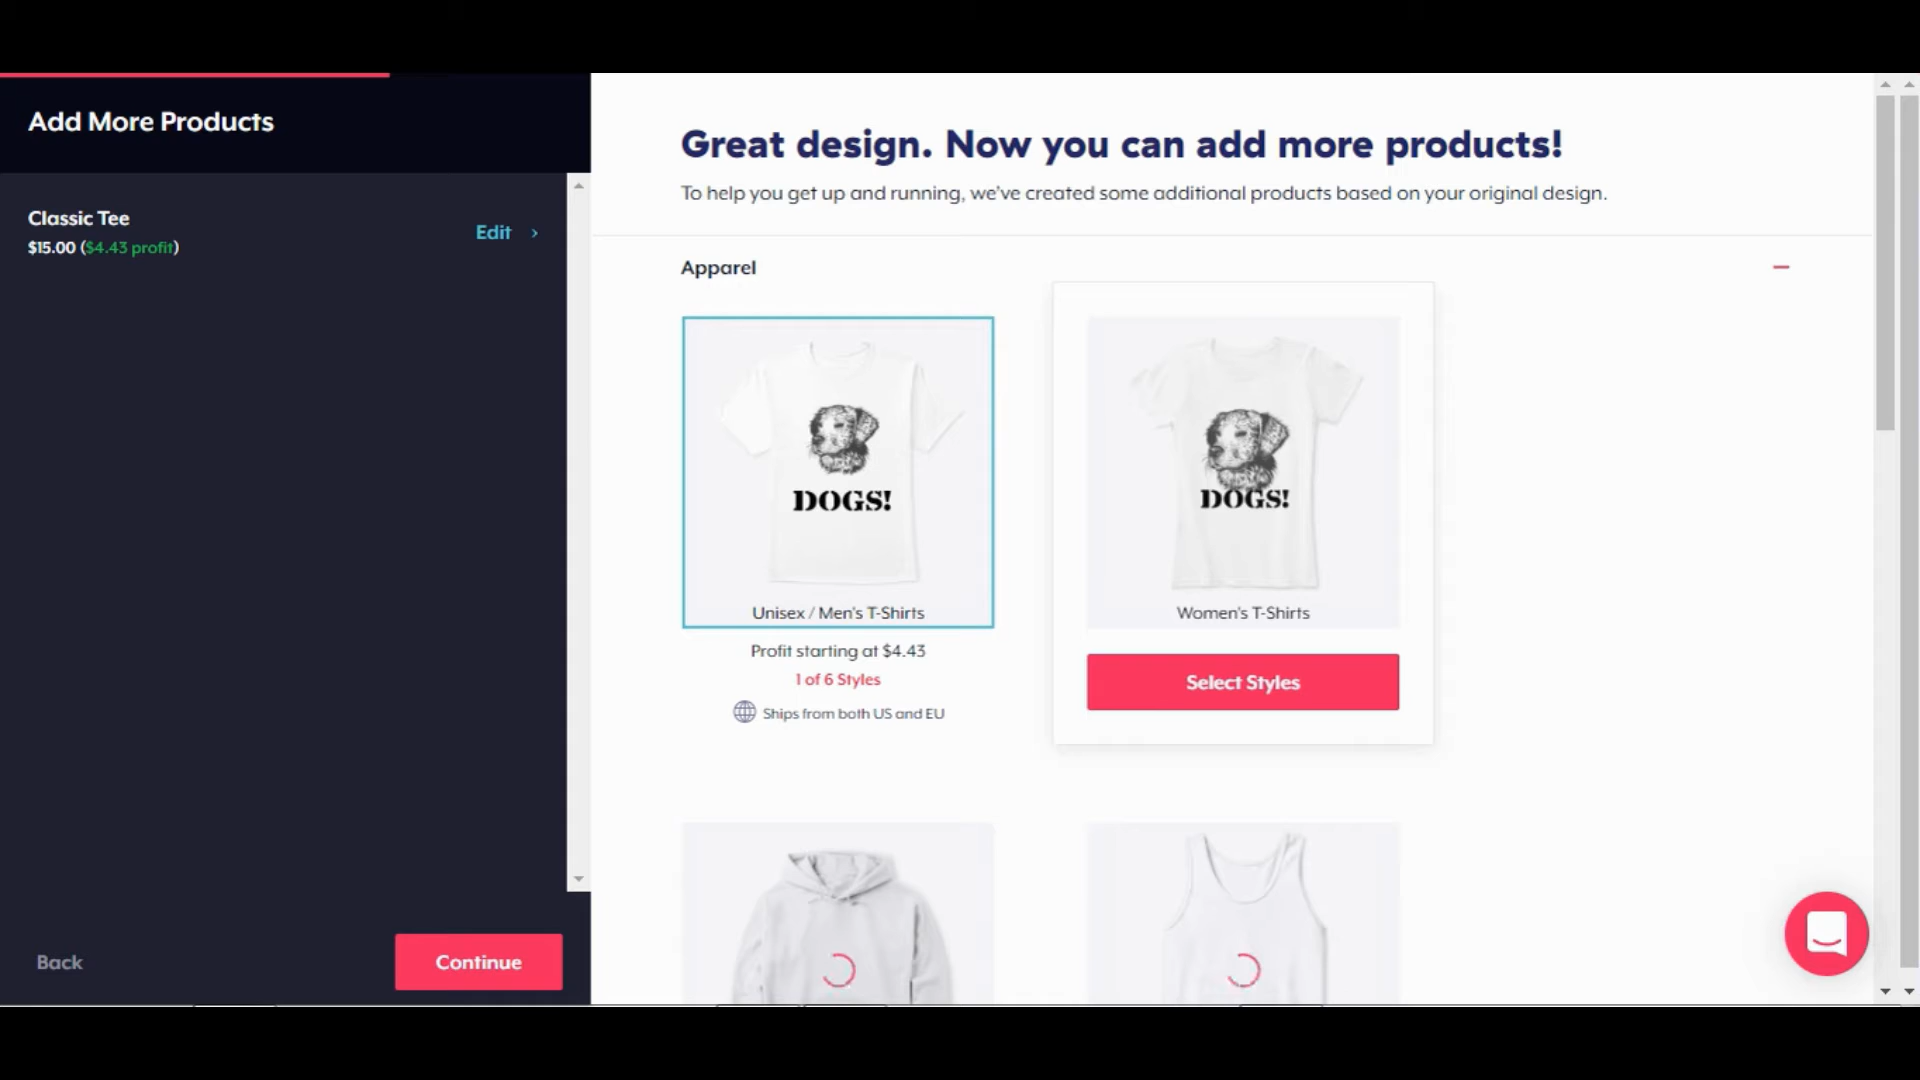 Add More Products
Classic Tee
$15.00 ($4.43 profit)
Edit
Back
Continue
Great design. Now you can add more products!
To help you get up and running, we've created some additional products based on your original design.
Apparel
DOGS!
Unisex / Men's T-Shirts
Profit starting at $4.43
1 of 6 Styles
Ships from both US and EU
DOGS!
Women's T-Shirts
Select Styles